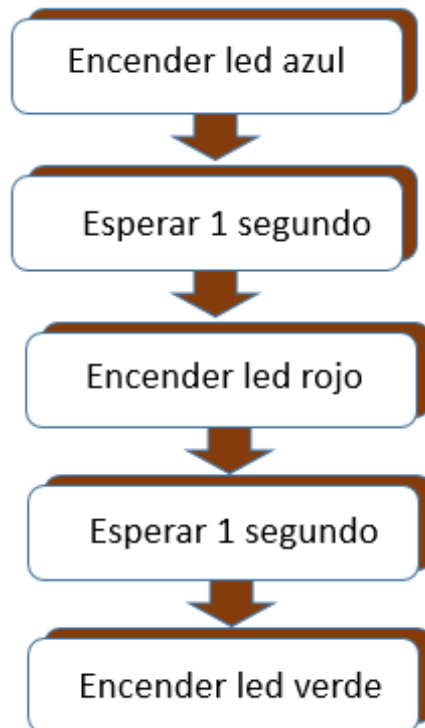 Encender led azul
Esperar 1 segundo
Encender led rojo
Esperar 1 segundo
Encender led verde